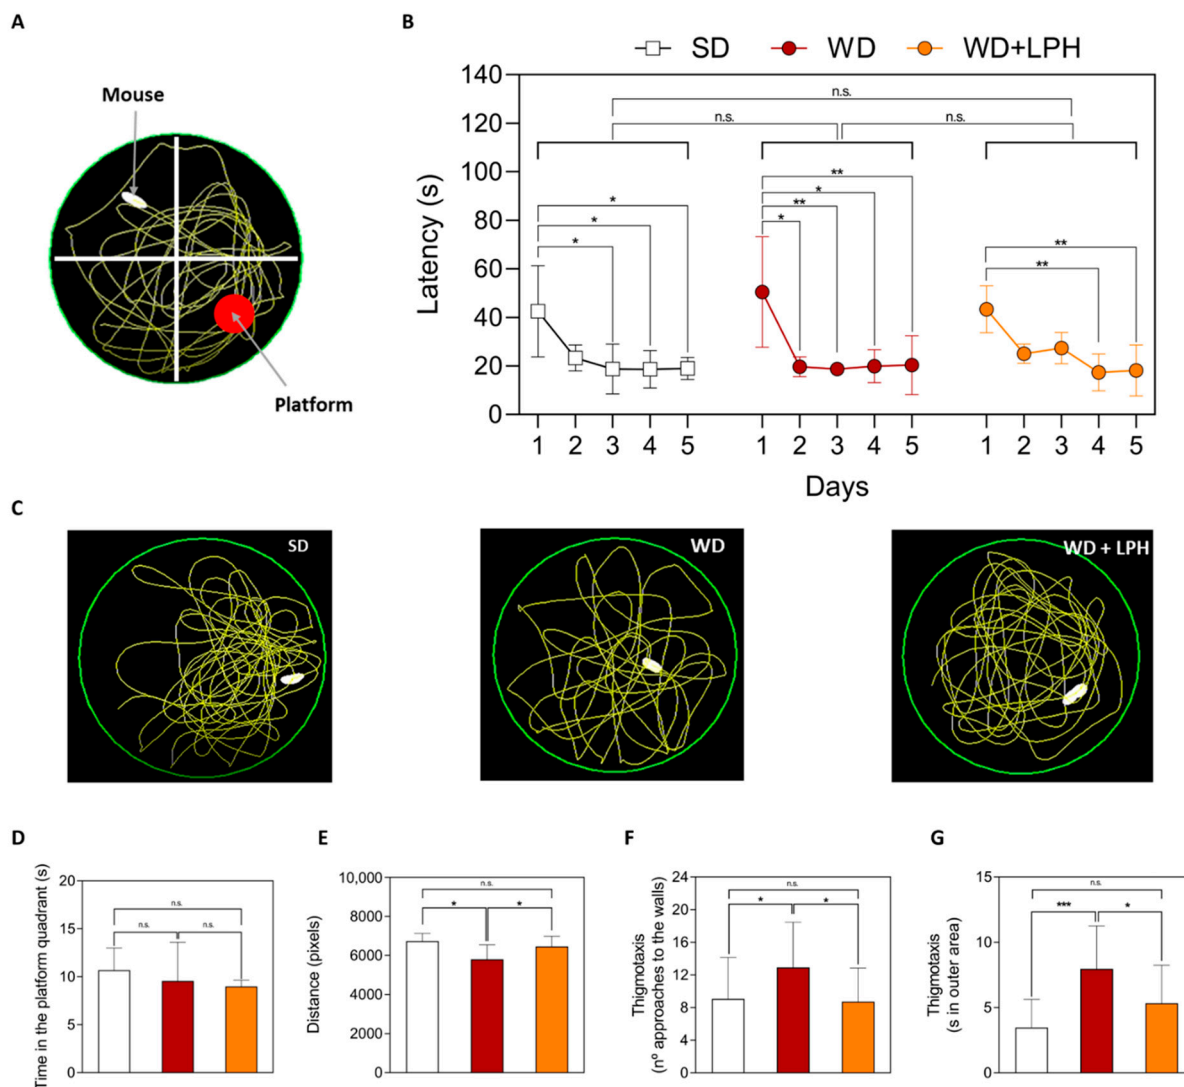 A
Mouse
Platform
B
SD WD WD+LPH
Latency (s)
140
120
100
80
60
40
20
0
n.s.
n.s. n.s.
* * *
* ** * **
** **
1 2 3 4 5 1 2 3 4 5 1 2 3 4 5
Days
C
SD
WD
WD + LPH
D
Time in the platform quadrant (s)
20
15
10
5
0
n.s.
n.s. n.s.
E
Distance (pixels)
10,000
8000
6000
4000
2000
0
n.s.
* *
F
Thigmotaxis
(nº approaches to the walls)
24
20
16
12
8
4
0
n.s.
* *
G
Thigmotaxis
(s in outer area)
15
10
5
0
n.s.
*** *